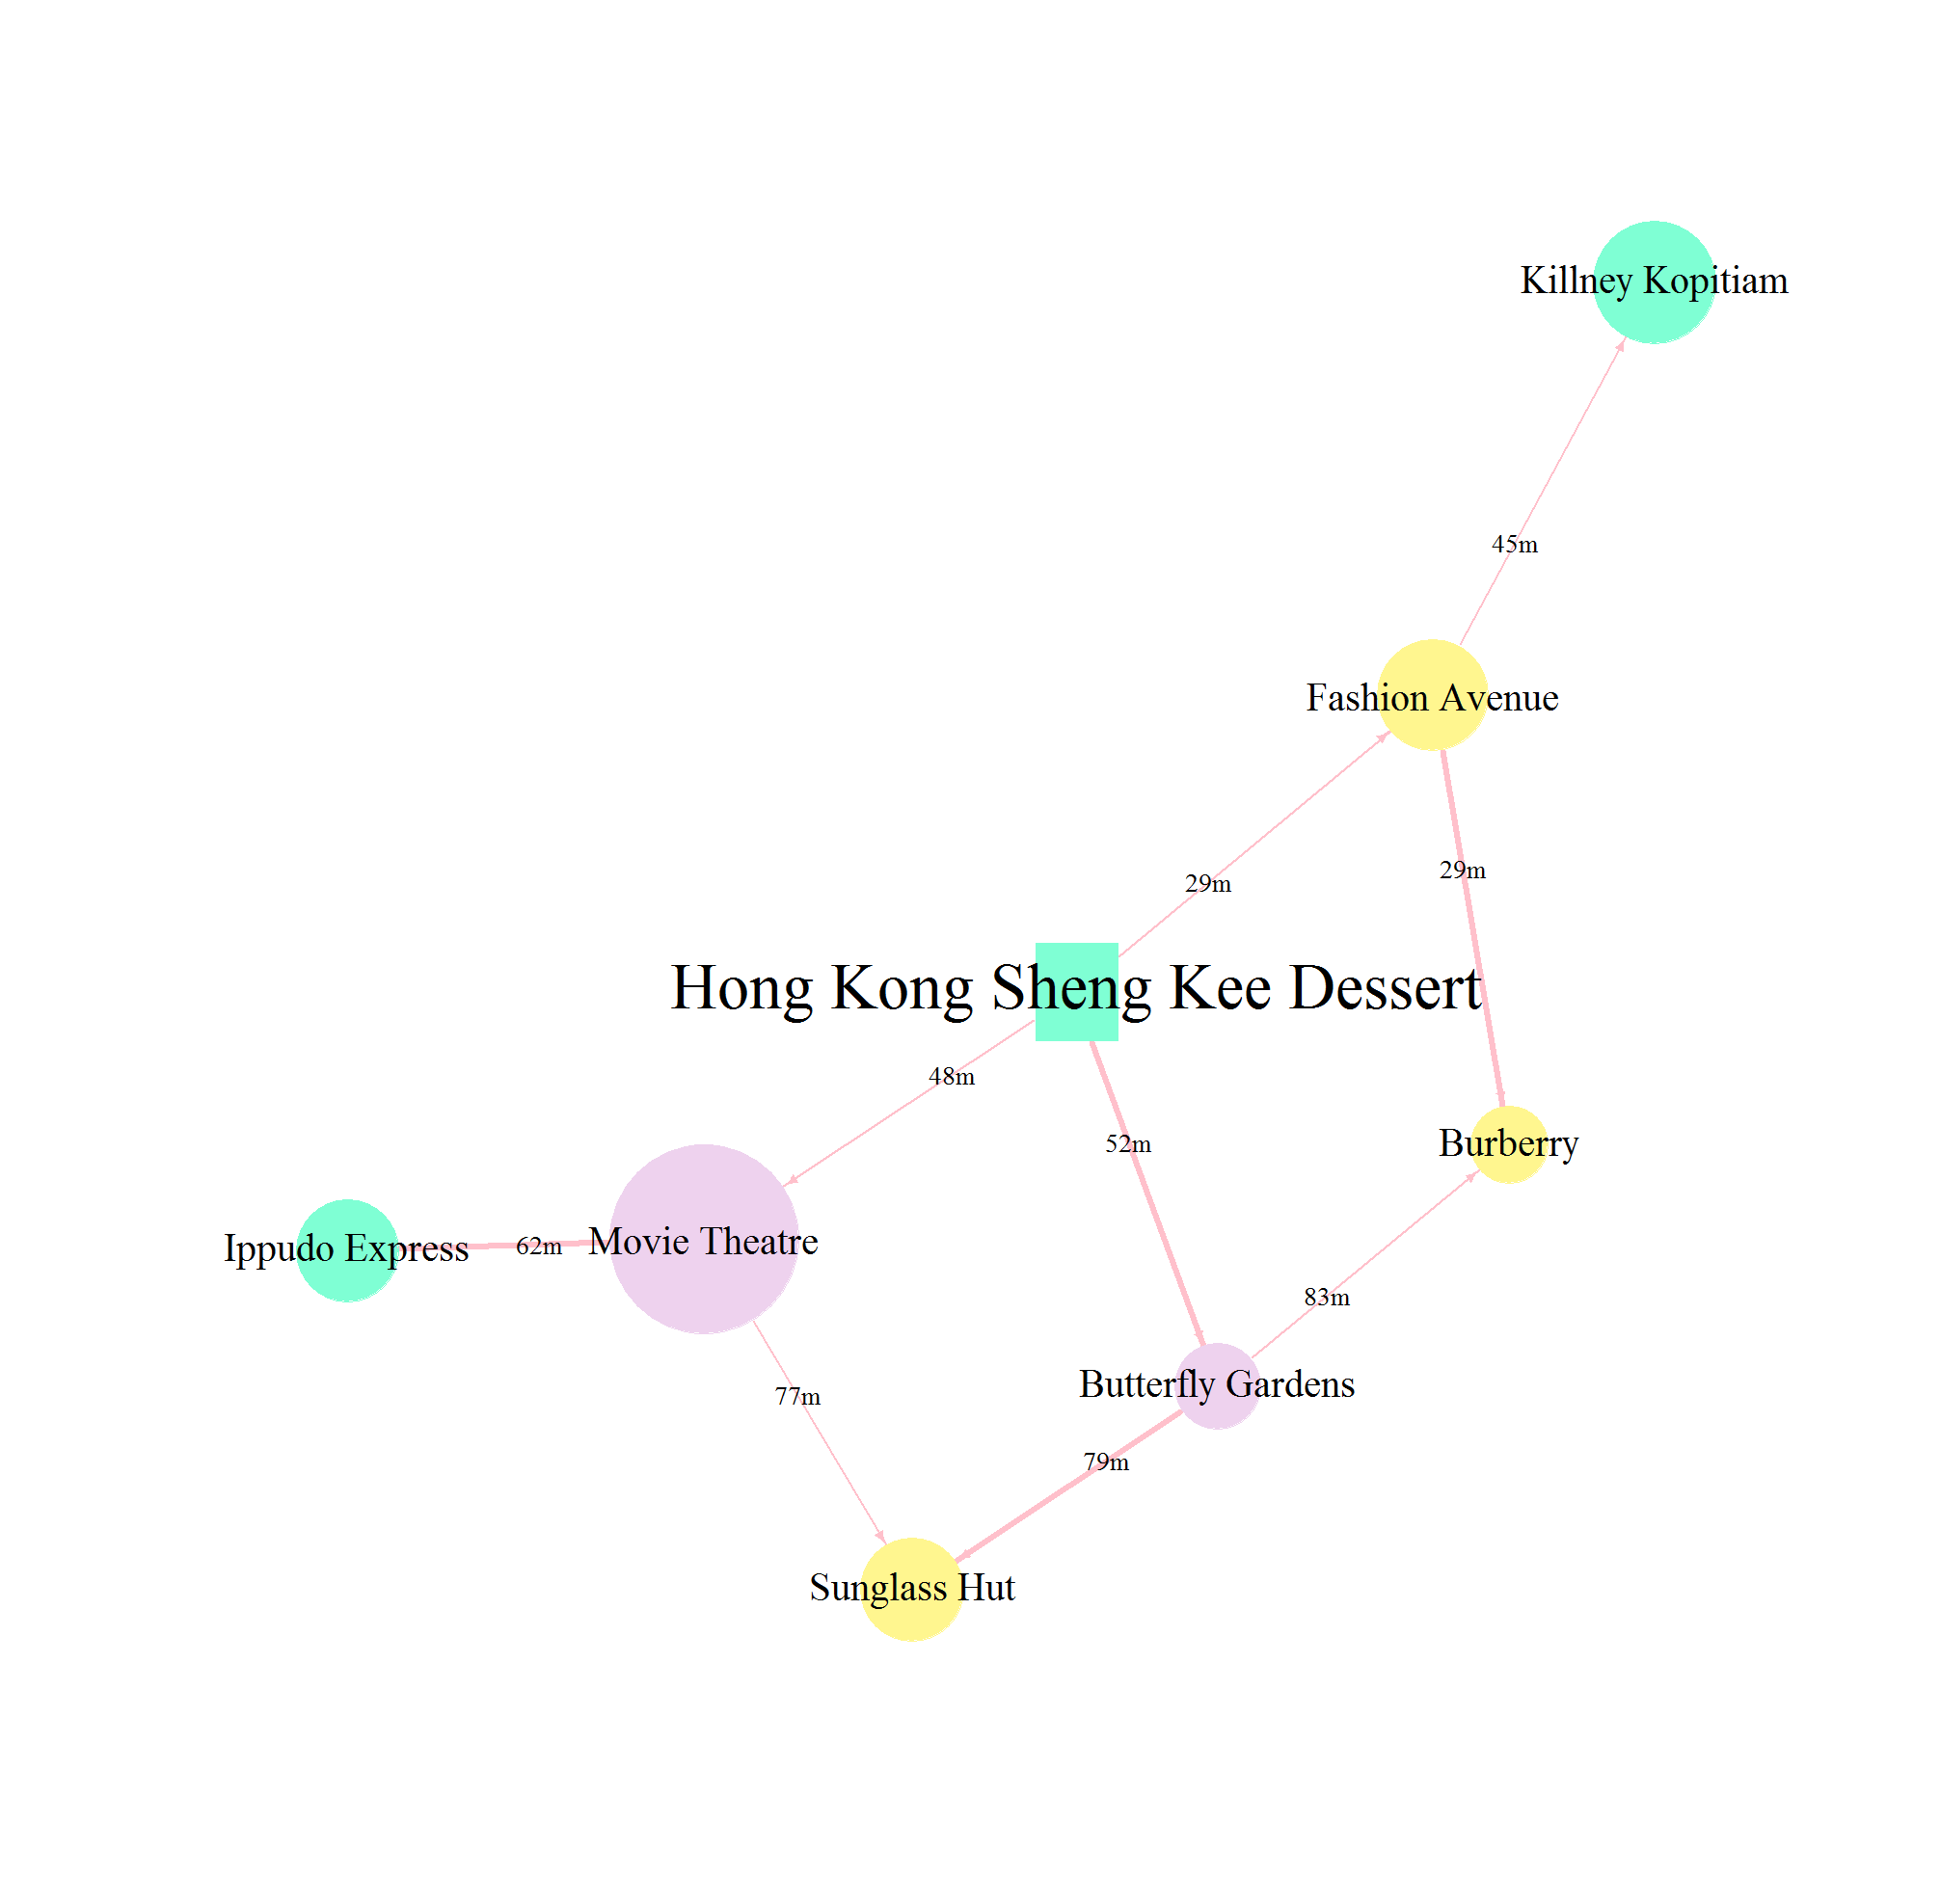 Killney Kopitiam
45m
Fashion Avenue
29m
29m
Hong Kong Sheng Kee Dessert
48m
52m
Burberry
Ippudo Express
62m
Movie Theatre
83m
Butterfly Gardens
77m
79m
Sunglass Hut